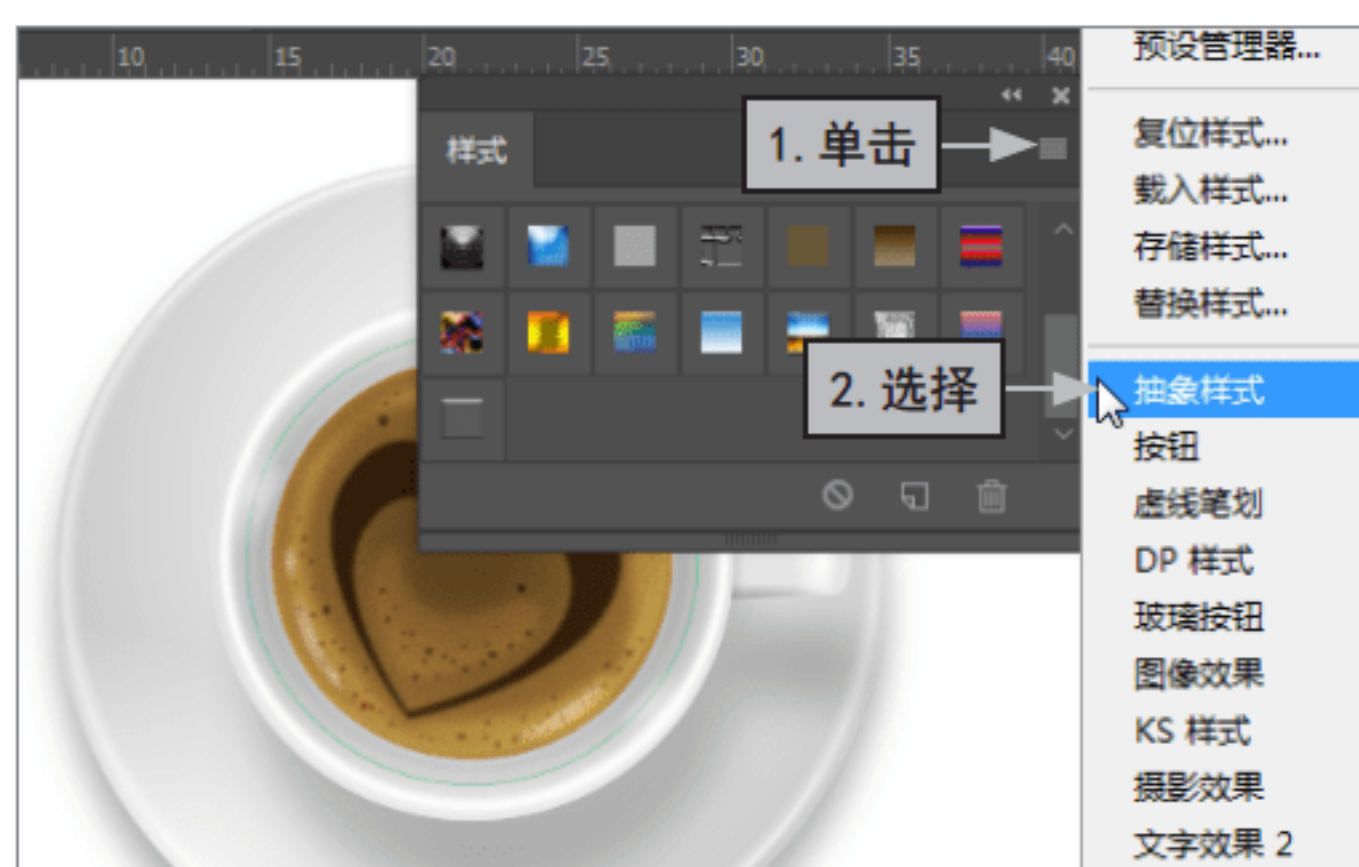 10 15 20 25 30 35 40
样式
1. 单击
2. 选择
预设管理器...
复位样式...
载入样式...
存储样式...
替换样式...
抽象样式
按钮
虚线笔划
DP 样式
玻璃按钮
图像效果
KS 样式
摄影效果
文字效果 2